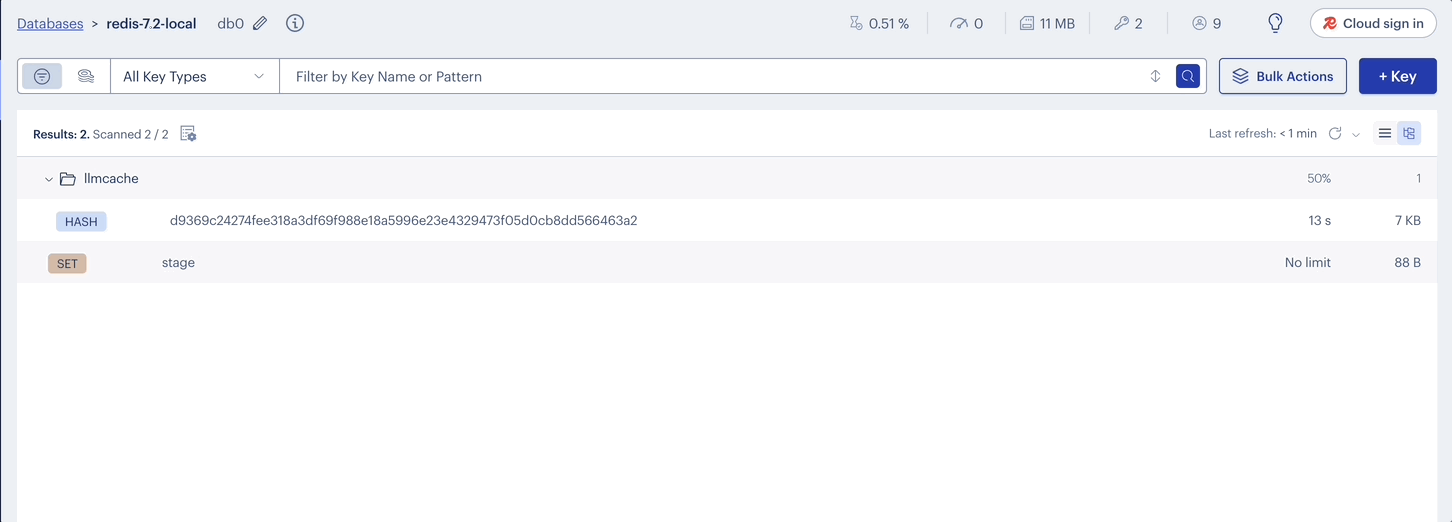 Databases > redis-7.2-local db0 0.51 % 0 11 MB 2 9 Cloud sign in
All Key Types Filter by Key Name or Pattern Bulk Actions + Key
Results: 2. Scanned 2 / 2 Last refresh: < 1 min
llmcache 50% 1
HASH d9369c24274fee318a3df69f988e18a5996e23e4329473f05d0cb8dd566463a2 13 s 7 KB
SET stage No limit 88 B